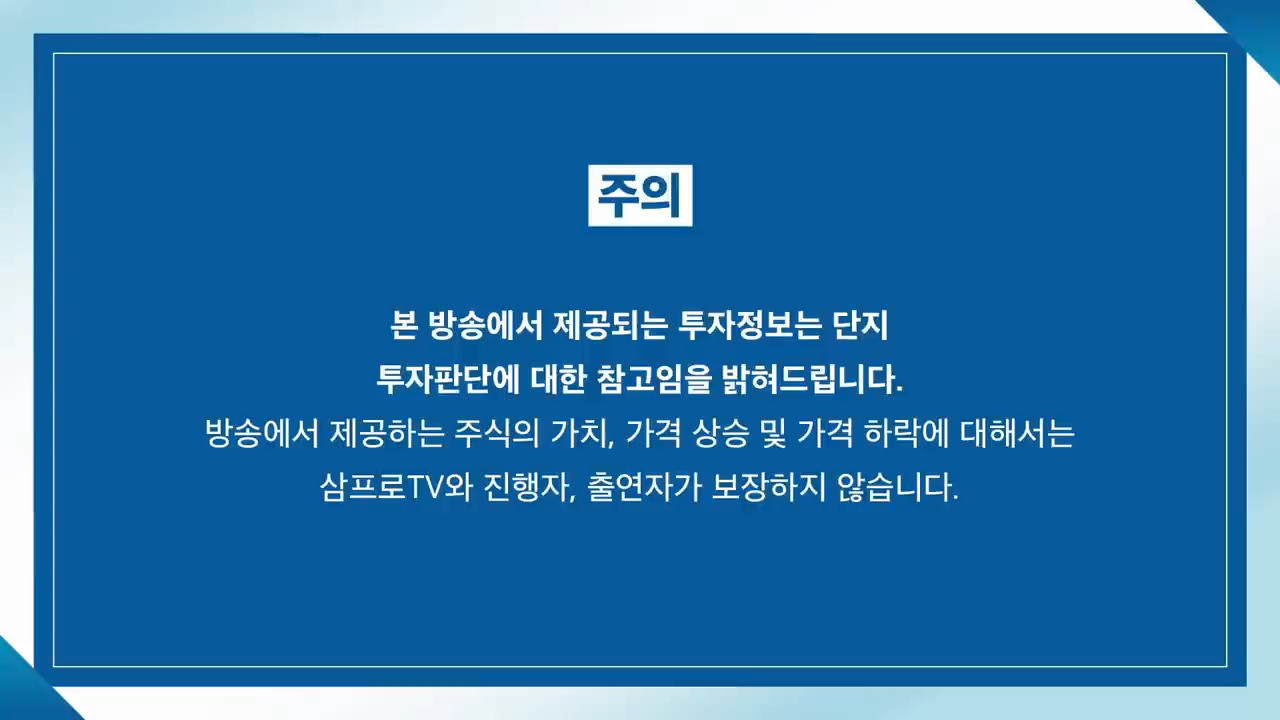 주의
본 방송에서 제공되는 투자정보는 단지
투자판단에 대한 참고임을 밝혀드립니다.
방송에서 제공하는 주식의 가치, 가격 상승 및 가격 하락에 대해서는
삼프로TV와 진행자, 출연자가 보장하지 않습니다.